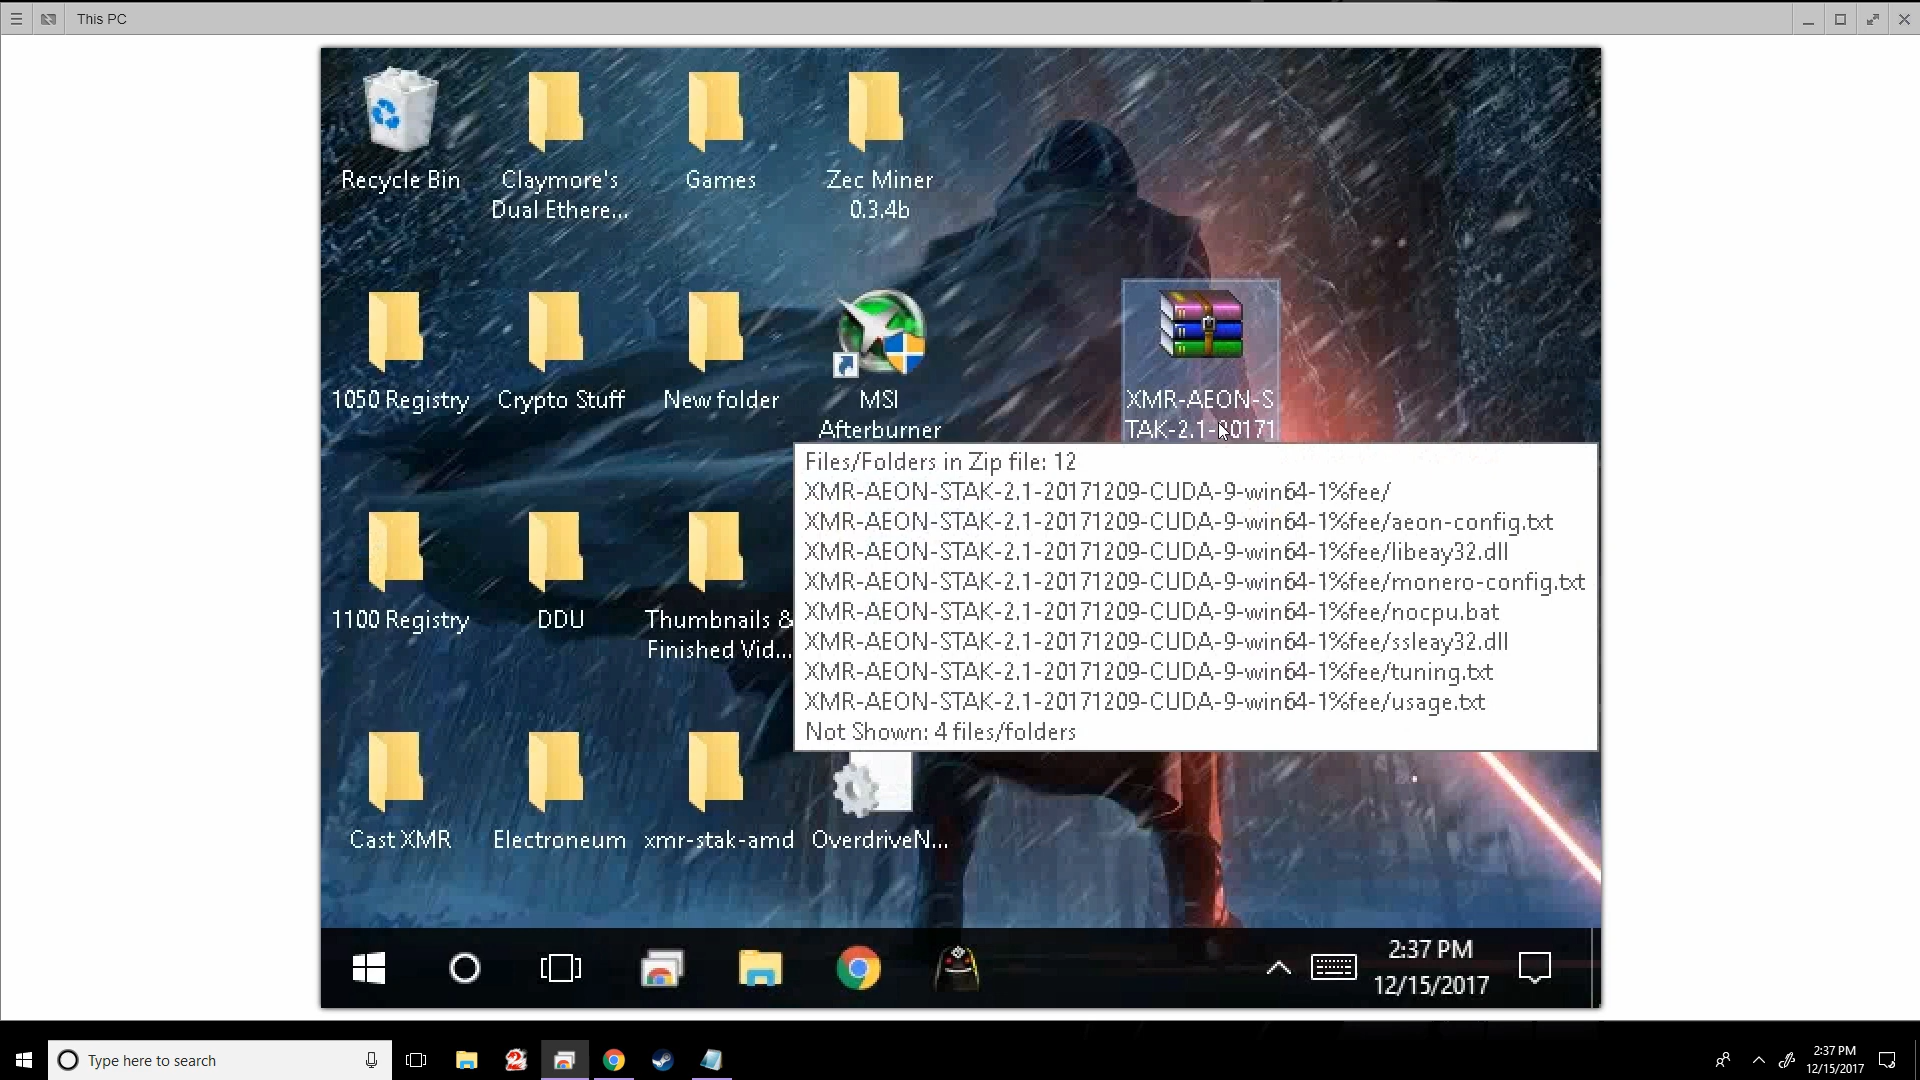 This PC
Recycle Bin
Claymore's
Dual Ethere...
Games
Zec Miner
0.3.4b
1050 Registry
Crypto Stuff
New folder
MSI
Afterburner
XMR-AEON-S
TAK-2.1-20171
Files/Folders in Zip file: 12
XMR-AEON-STAK-2.1-20171209-CUDA-9-win64-1%fee/
XMR-AEON-STAK-2.1-20171209-CUDA-9-win64-1%fee/aeon-config.txt
XMR-AEON-STAK-2.1-20171209-CUDA-9-win64-1%fee/libeay32.dll
XMR-AEON-STAK-2.1-20171209-CUDA-9-win64-1%fee/monero-config.txt
XMR-AEON-STAK-2.1-20171209-CUDA-9-win64-1%fee/nocpu.bat
XMR-AEON-STAK-2.1-20171209-CUDA-9-win64-1%fee/ssleay32.dll
XMR-AEON-STAK-2.1-20171209-CUDA-9-win64-1%fee/tuning.txt
XMR-AEON-STAK-2.1-20171209-CUDA-9-win64-1%fee/usage.txt
Not Shown: 4 files/folders
1100 Registry
DDU
Thumbnails &
Finished Vid...
Cast XMR
Electroneum
xmr-stak-amd
OverdriveN...
2:37 PM
12/15/2017
Type here to search
2:37 PM
12/15/2017